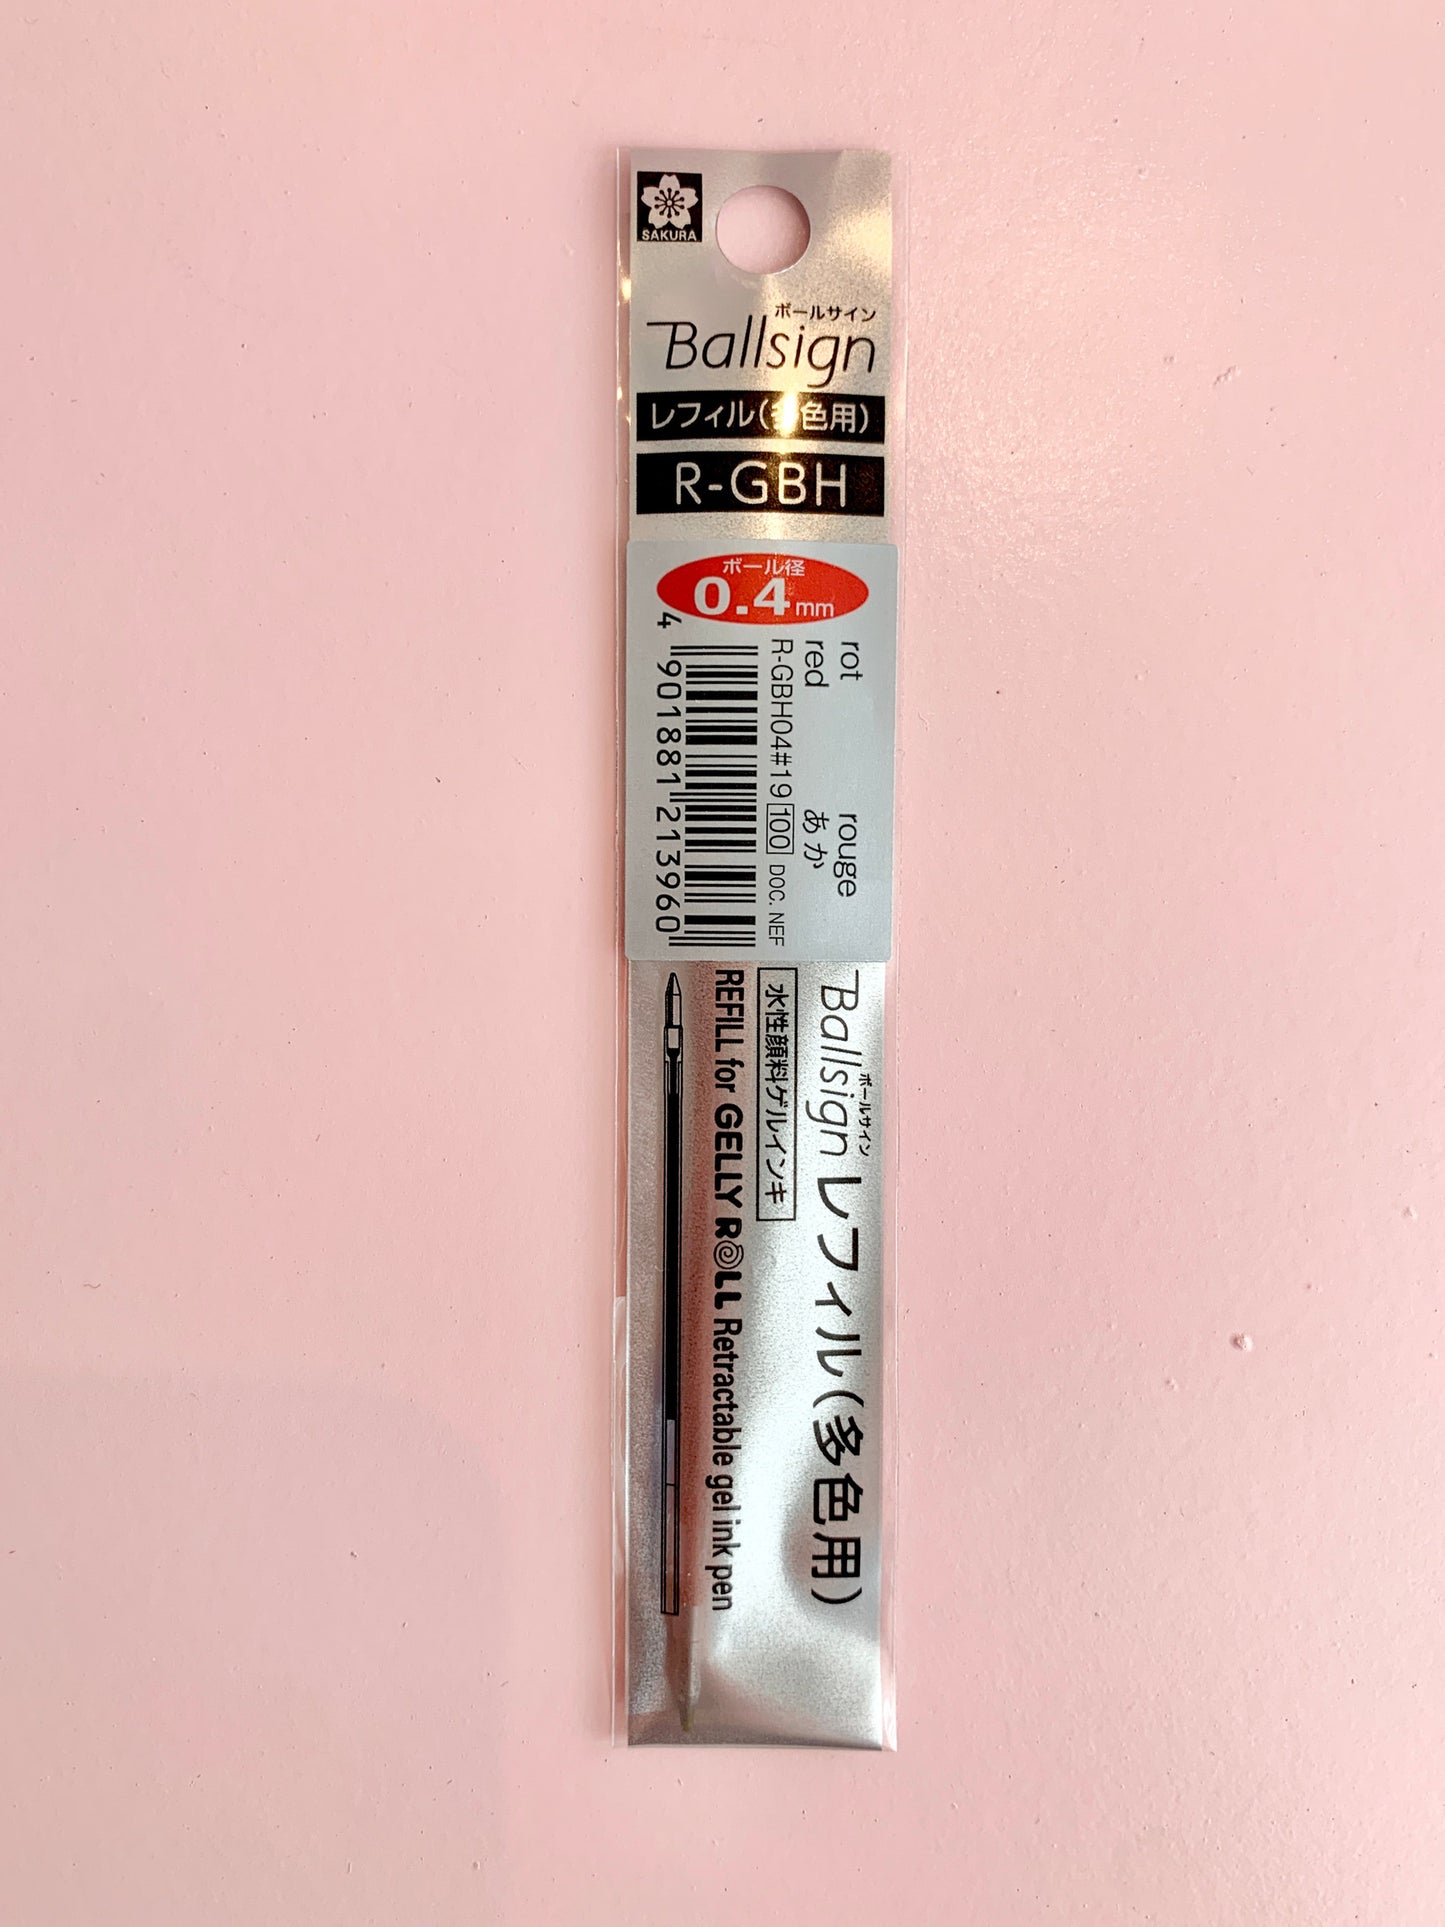 SAKURA
ボールサイン
Ballsign
レフィル(多色用)
R-GBH
ボール径
0.4mm
rot rouge
red あか
R-GBH04#19 100 DOC. NEF
4 901881 213960
ボールサイン
Ballsign レフィル(多色用)
水性顔料ゲルインキ
REFILL for GELLY ROLL Retractable gel ink pen